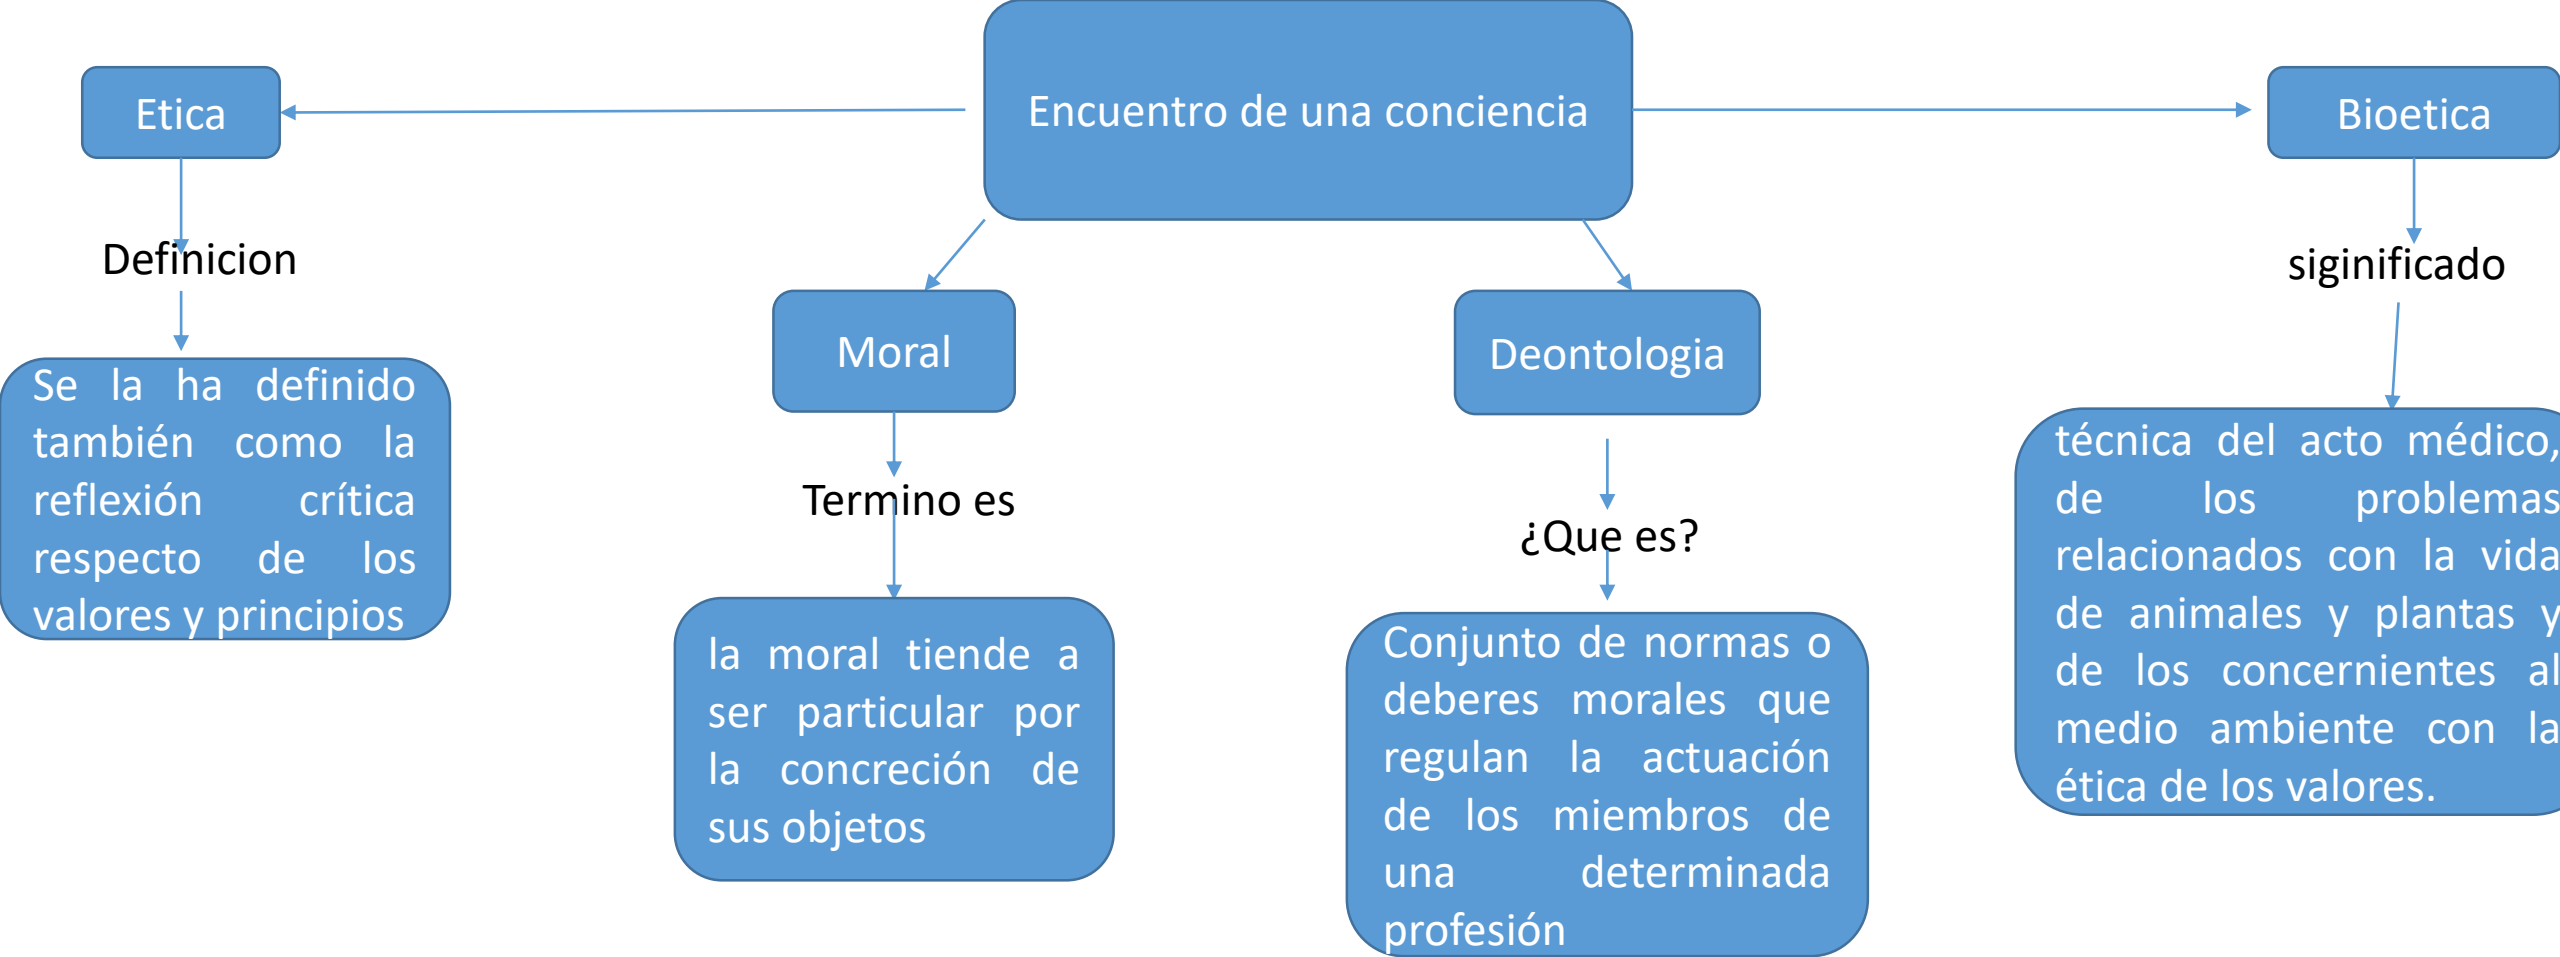 Encuentro de una conciencia
Etica
Definicion
Se la ha definido
también como la
reflexión crítica
respecto de los
valores y principios
Moral
Termino es
la moral tiende a
ser particular por
la concreción de
sus objetos
Deontologia
¿Que es?
Conjunto de normas o
deberes morales que
regulan la actuación
de los miembros de
una determinada
profesión
Bioetica
siginificado
técnica del acto médico,
de los problemas
relacionados con la vida
de animales y plantas y
de los concernientes al
medio ambiente con la
ética de los valores.